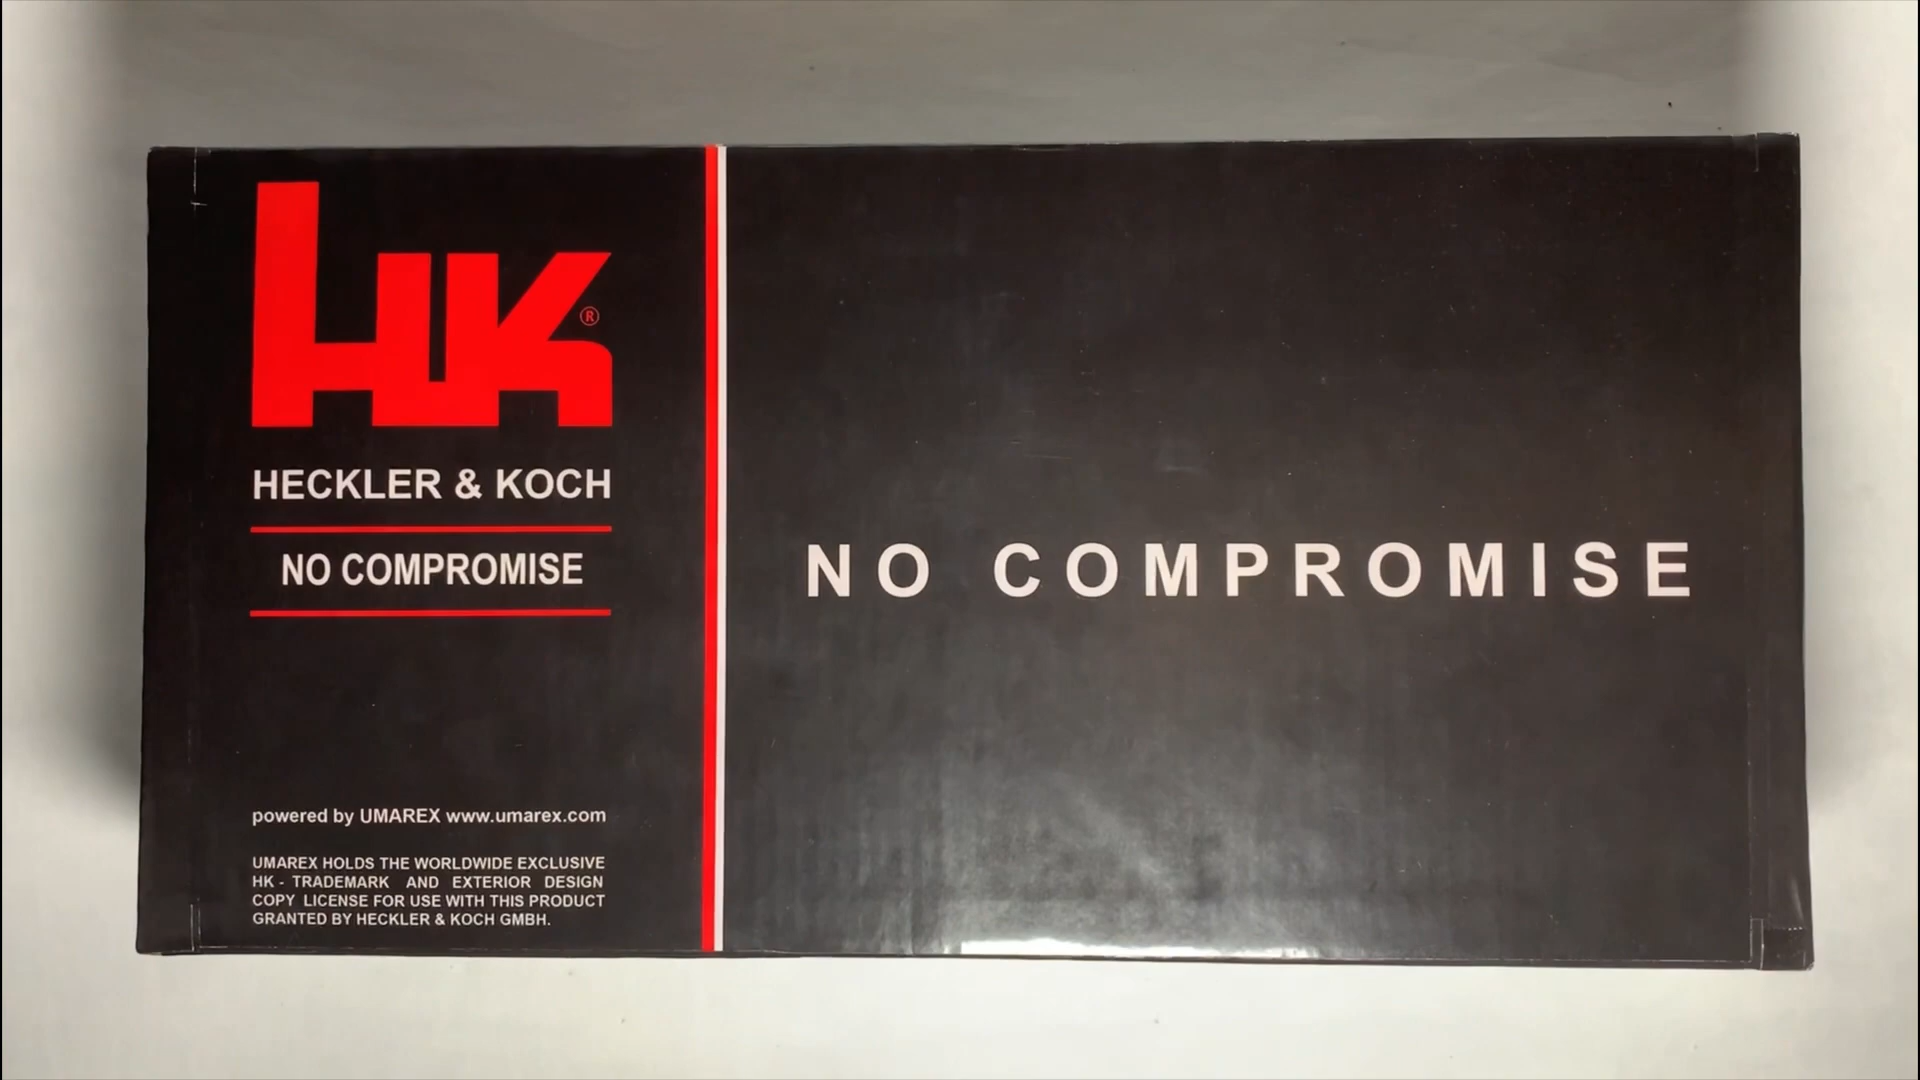 HK®
HECKLER & KOCH
NO COMPROMISE
powered by UMAREX www.umarex.com
UMAREX HOLDS THE WORLDWIDE EXCLUSIVE
HK - TRADEMARK AND EXTERIOR DESIGN
COPY LICENSE FOR USE WITH THIS PRODUCT
GRANTED BY HECKLER & KOCH GMBH.
NO COMPROMISE